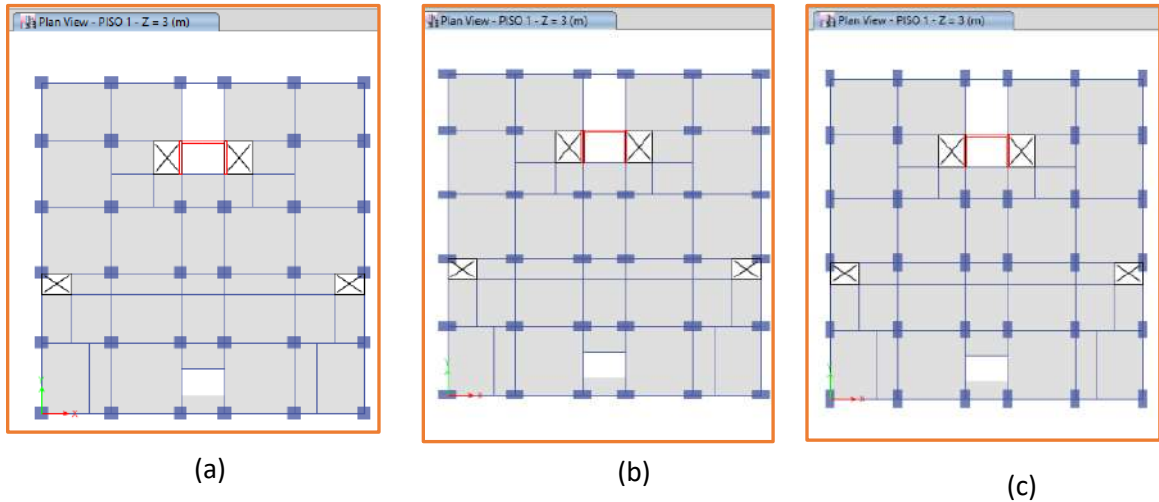 Plan View - PISO 1 - Z = 3 (m)
Plan View - PISO 1 - Z = 3 (m)
Plan View - PISO 1 - Z = 3 (m)
Y
X
Y
X
Y
X
(a)
(b)
(c)